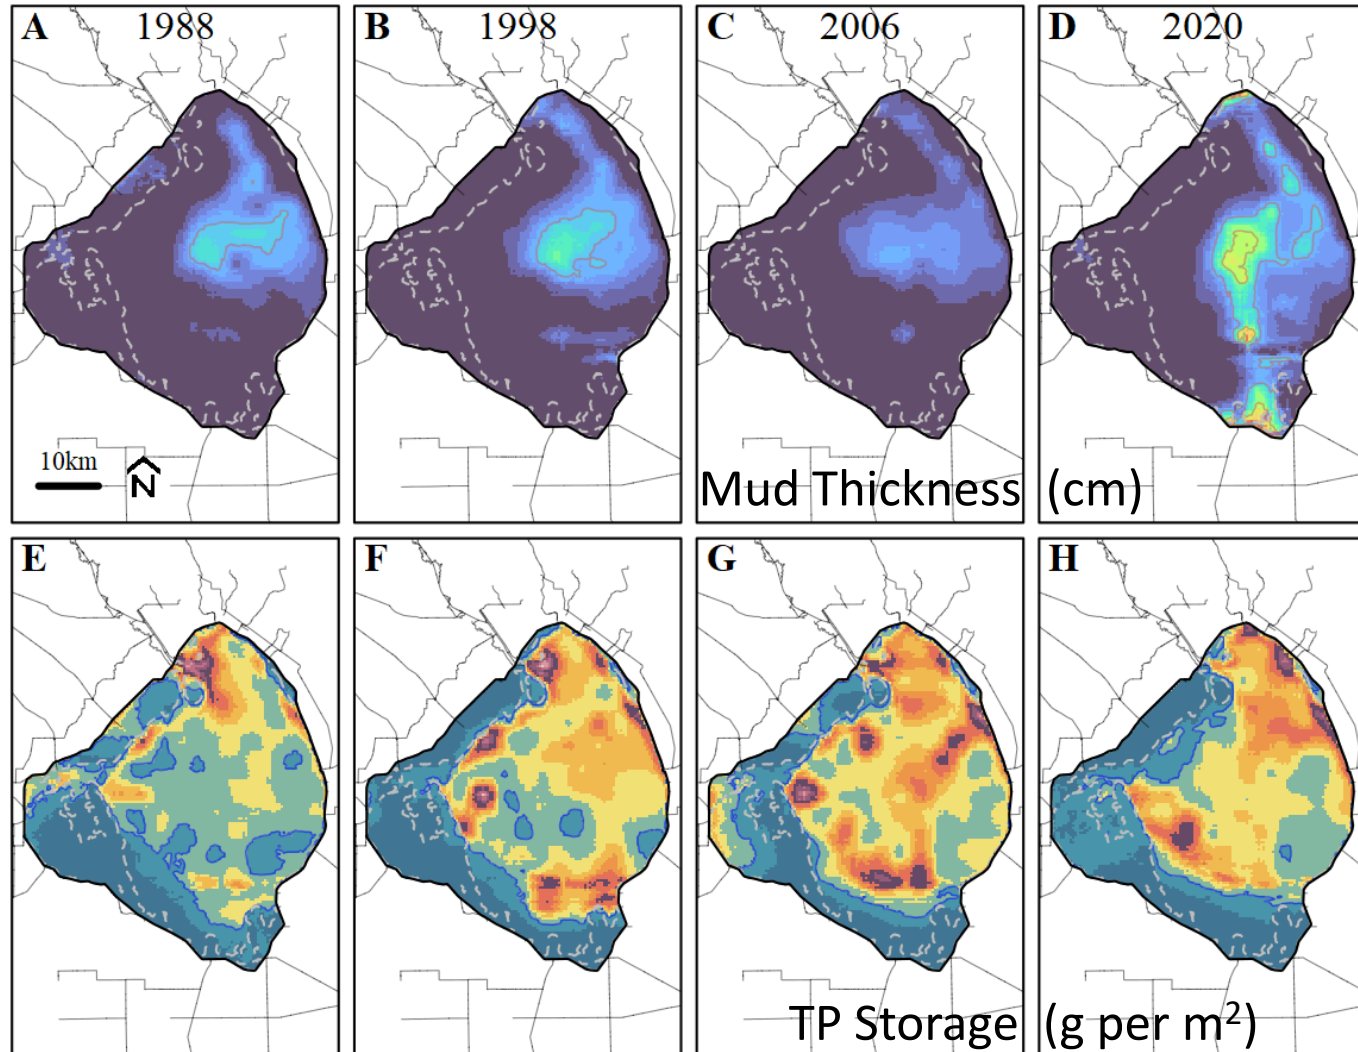 A 1988
B 1998
C 2006
D 2020
10km
N
Mud Thickness (cm)
E
F
G
H
TP Storage (g per m²)